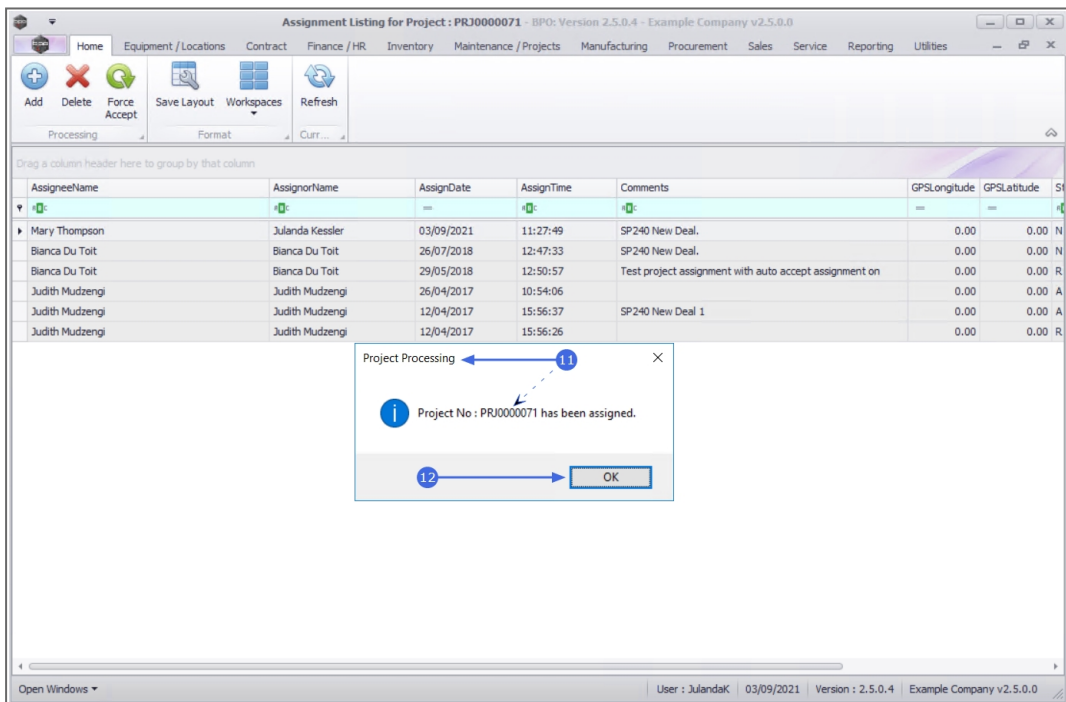 Assignment Listing for Project : PRJ0000071 - BPO: Version 2.5.0.4 - Example Company v2.5.0.0
Home Equipment / Locations Contract Finance / HR Inventory Maintenance / Projects Manufacturing Procurement Sales Service Reporting Utilities
Add Delete Force Accept Save Layout Workspaces Refresh
Processing Format Curr...
Drag a column header here to group by that column
AssigneeName AssignorName AssignDate AssignTime Comments GPSLongitude GPSLatitude St
Mary Thompson Julanda Kessler 03/09/2021 11:27:49 SP240 New Deal. 0.00 0.00 N
Bianca Du Toit Bianca Du Toit 26/07/2018 12:47:33 SP240 New Deal. 0.00 0.00 N
Bianca Du Toit Bianca Du Toit 29/05/2018 12:50:57 Test project assignment with auto accept assignment on 0.00 0.00 R
Judith Mudzengi Judith Mudzengi 26/04/2017 10:54:06 0.00 0.00 A
Judith Mudzengi Judith Mudzengi 12/04/2017 15:56:37 SP240 New Deal 1 0.00 0.00 A
Judith Mudzengi Judith Mudzengi 12/04/2017 15:56:26 0.00 0.00 R
Project Processing 11
Project No : PRJ0000071 has been assigned.
12 OK
Open Windows User : JulandaK 03/09/2021 Version : 2.5.0.4 Example Company v2.5.0.0